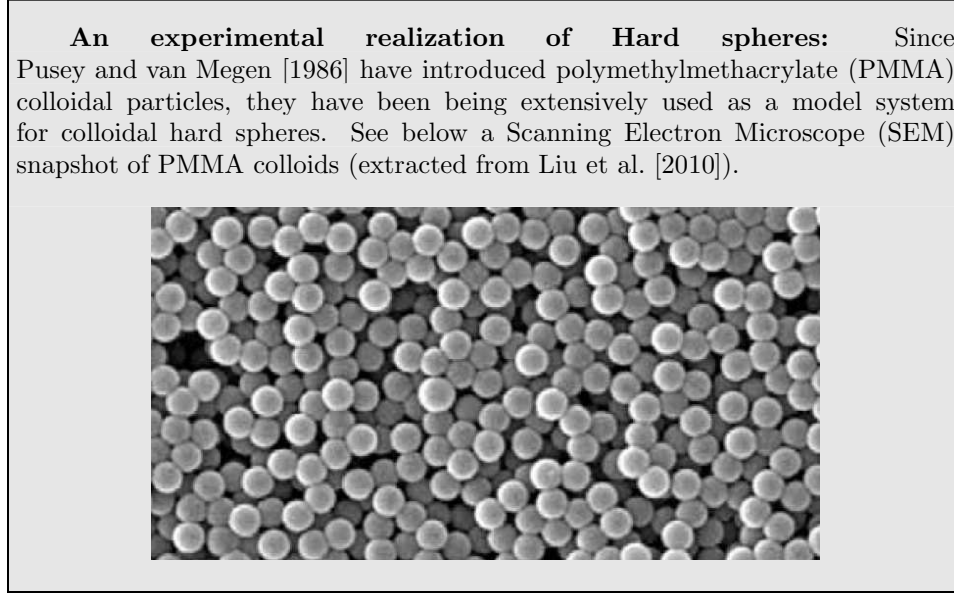 An experimental realization of Hard spheres: Since
Pusey and van Megen [1986] have introduced polymethylmethacrylate (PMMA)
colloidal particles, they have been being extensively used as a model system
for colloidal hard spheres. See below a Scanning Electron Microscope (SEM)
snapshot of PMMA colloids (extracted from Liu et al. [2010]).